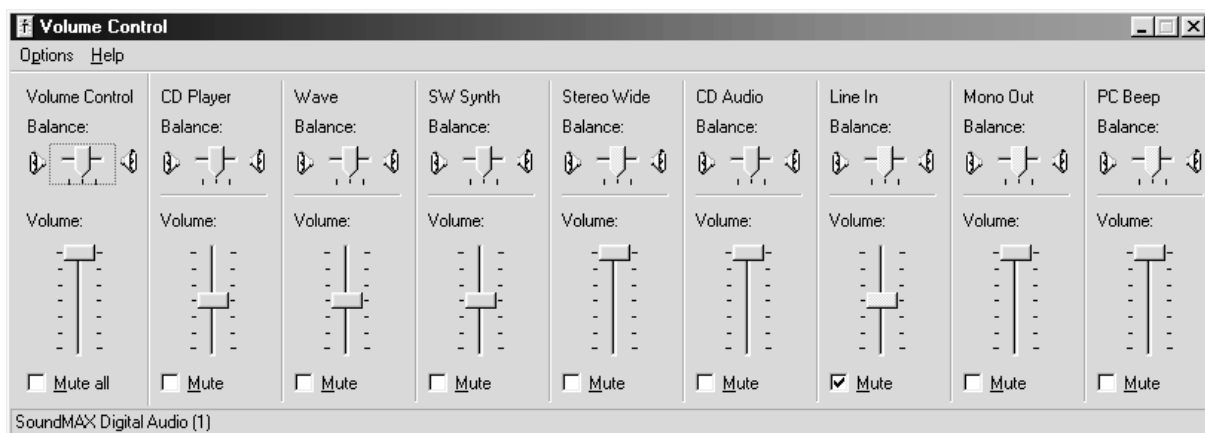 Volume Control
Options Help
Volume Control CD Player Wave SW Synth Stereo Wide CD Audio Line In Mono Out PC Beep
Balance: Balance: Balance: Balance: Balance: Balance: Balance: Balance: Balance:
Volume: Volume: Volume: Volume: Volume: Volume: Volume: Volume: Volume:
Mute all Mute Mute Mute Mute Mute Mute Mute Mute
SoundMAX Digital Audio (1)